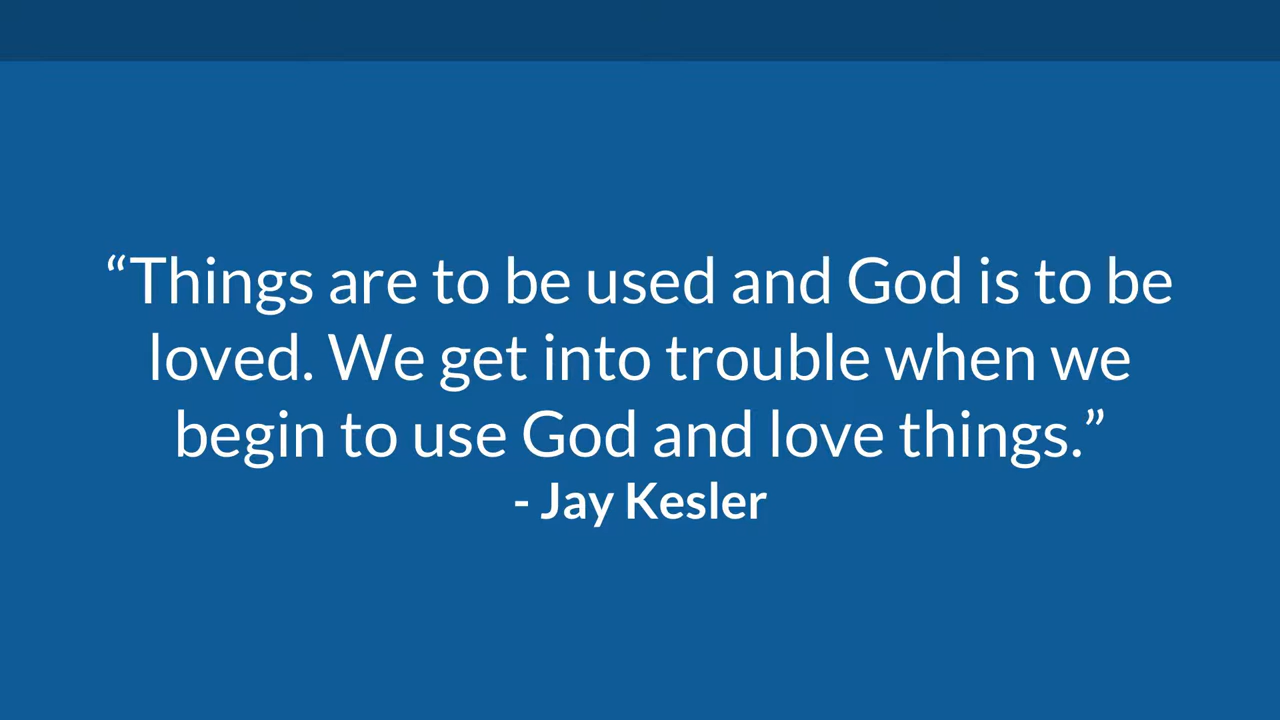 “Things are to be used and God is to be
loved. We get into trouble when we
begin to use God and love things.”
- Jay Kesler